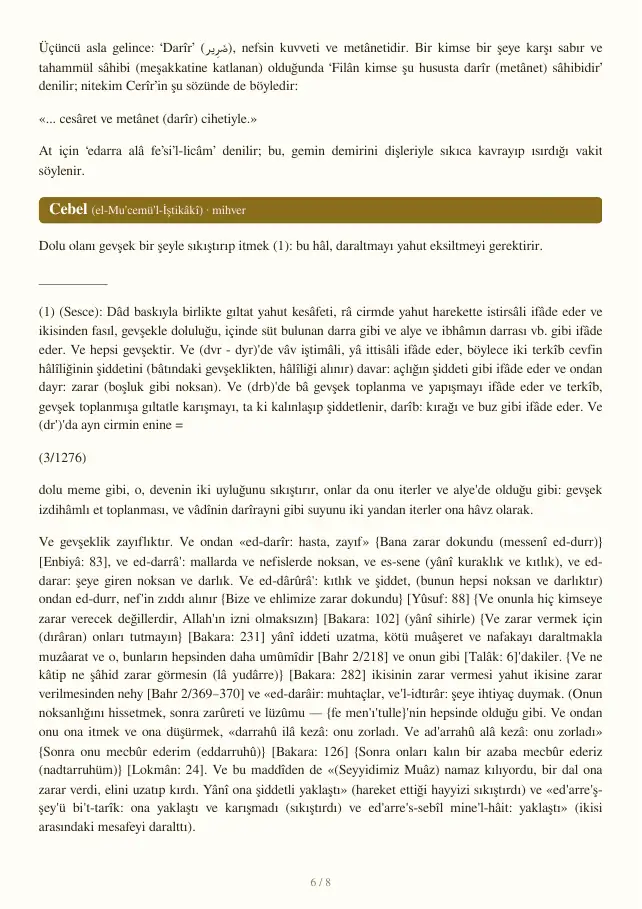 Üçüncü asla gelince: ‘Darîr’ (ضَرِير), nefsin kuvveti ve metânetidir. Bir kimse bir şeye karşı sabır ve
tahammül sâhibi (meşakkatine katlanan) olduğunda ‘Filân kimse şu hususta darîr (metânet) sâhibidir’
denilir; nitekim Cerîr’in şu sözünde de böyledir:
«... cesâret ve metânet (darîr) cihetiyle.»
At için ‘edarra alâ fe’si’l-licâm’ denilir; bu, gemin demirini dişleriyle sıkıca kavrayıp ısırdığı vakit
söylenir.
Cebel (el-Mu'cemü'l-İştikâkî) · mihver
Dolu olanı gevşek bir şeyle sıkıştırıp itmek (1): bu hâl, daraltmayı yahut eksiltmeyi gerektirir.
(1) (Sesce): Dâd baskıyla birlikte gıltat yahut kesâfeti, râ cirmde yahut harekette istirsâli ifâde eder ve
ikisinden fasıl, gevşekle doluluğu, içinde süt bulunan darra gibi ve alye ve ibhâmın darrası vb. gibi ifâde
eder. Ve hepsi gevşektir. Ve (dvr - dyr)'de vâv iştimâli, yâ ittisâli ifâde eder, böylece iki terkîb cevfin
hâlîliğinin şiddetini (bâtındaki gevşeklikten, hâlîliği alınır) davar: açlığın şiddeti gibi ifâde eder ve ondan
dayr: zarar (boşluk gibi noksan). Ve (drb)'de bâ gevşek toplanma ve yapışmayı ifâde eder ve terkîb,
gevşek toplanmışa gıltatle karışmayı, ta ki kalınlaşıp şiddetlenir, darîb: kırağı ve buz gibi ifâde eder. Ve
(dr')'da ayn cirmin enine =
(3/1276)
dolu meme gibi, o, devenin iki uyluğunu sıkıştırır, onlar da onu iterler ve alye'de olduğu gibi: gevşek
izdihâmlı et toplanması, ve vâdînin darîrayni gibi suyunu iki yandan iterler ona hâvz olarak.
Ve gevşeklik zayıflıktır. Ve ondan «ed-darîr: hasta, zayıf» {Bana zarar dokundu (messenî ed-durr)}
[Enbiyâ: 83], ve ed-darrâ': mallarda ve nefislerde noksan, ve es-sene (yânî kuraklık ve kıtlık), ve ed-
darar: şeye giren noksan ve darlık. Ve ed-dârûrâ': kıtlık ve şiddet, (bunun hepsi noksan ve darlıktır)
ondan ed-durr, nef'in zıddı alınır {Bize ve ehlimize zarar dokundu} [Yûsuf: 88] {Ve onunla hiç kimseye
zarar verecek değillerdir, Allah'ın izni olmaksızın} [Bakara: 102] (yânî sihirle) {Ve zarar vermek için
(dırâran) onları tutmayın} [Bakara: 231] yânî iddeti uzatma, kötü muâşeret ve nafakayı daraltmakla
muzâarat ve o, bunların hepsinden daha umûmîdir [Bahr 2/218] ve onun gibi [Talâk: 6]'dakiler. {Ve ne
kâtip ne şâhid zarar görmesin (lâ yudârre)} [Bakara: 282] ikisinin zarar vermesi yahut ikisine zarar
verilmesinden nehy [Bahr 2/369–370] ve «ed-darâir: muhtaçlar, ve'l-idtırâr: şeye ihtiyaç duymak. (Onun
noksanlığını hissetmek, sonra zarûreti ve lüzûmu — {fe men'ı'tulle}'nin hepsinde olduğu gibi. Ve ondan
onu ona itmek ve ona düşürmek, «darrahû ilâ kezâ: onu zorladı. Ve ad'arrahû alâ kezâ: onu zorladı»
{Sonra onu mecbûr ederim (eddarruhû)} [Bakara: 126] {Sonra onları kalın bir azaba mecbûr ederiz
(nadtarruhüm)} [Lokmân: 24]. Ve bu maddîden de «(Seyyidimiz Muâz) namaz kılıyordu, bir dal ona
zarar verdi, elini uzatıp kırdı. Yânî ona şiddetli yaklaştı» (hareket ettiği hayyizi sıkıştırdı) ve «ed'arre'ş-
şey'ü bi't-tarîk: ona yaklaştı ve karışmadı (sıkıştırdı) ve ed'arre's-sebîl mine'l-hâit: yaklaştı» (ikisi
arasındaki mesafeyi daralttı).
6 / 8